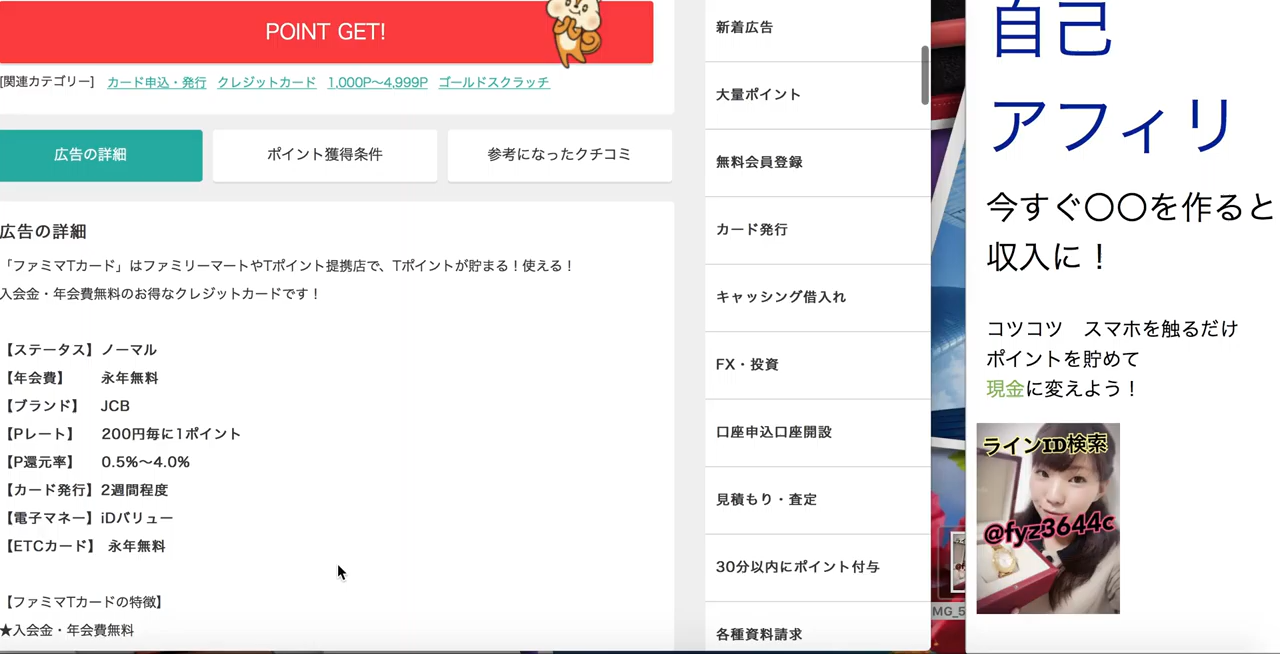 POINT GET!
[関連カテゴリー] カード申込・発行 クレジットカード 1,000P〜4,999P ゴールドスクラッチ
広告の詳細
ポイント獲得条件
参考になったクチコミ
広告の詳細
「ファミマTカード」はファミリーマートやTポイント提携店で、Tポイントが貯まる！使える！
入会金・年会費無料のお得なクレジットカードです！
【ステータス】ノーマル
【年会費】 永年無料
【ブランド】 JCB
【Pレート】 200円毎に1ポイント
【P還元率】 0.5%〜4.0%
【カード発行】2週間程度
【電子マネー】iDバリュー
【ETCカード】 永年無料
【ファミマTカードの特徴】
★入会金・年会費無料
新着広告
大量ポイント
無料会員登録
カード発行
キャッシング借入れ
FX・投資
口座申込口座開設
見積もり・査定
30分以内にポイント付与
各種資料請求
自己
アフィリ
今すぐ〇〇を作ると
収入に！
コツコツ　スマホを触るだけ
ポイントを貯めて
現金に変えよう！
ラインID検索
@fyz3644c
MG_5